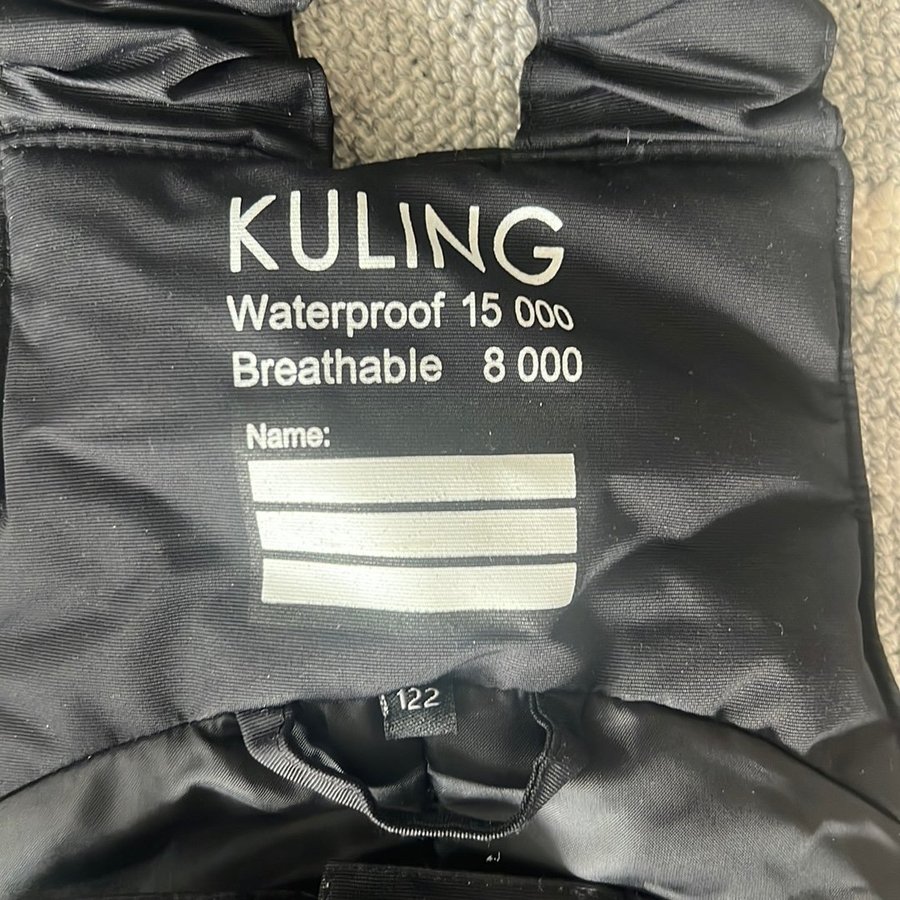 KULING
Waterproof 15 000
Breathable 8 000
Name:
122